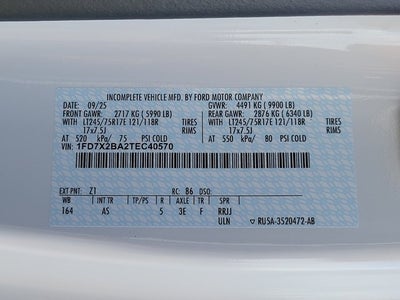 INCOMPLETE VEHICLE MFD. BY FORD MOTOR COMPANY
DATE: 09/25 GVWR: 4491 KG ( 9900 LB)
FRONT GAWR: 2717 KG ( 5990 LB) REAR GAWR: 2876 KG ( 6340 LB)
WITH LT245/75R17E 121/118R TIRES WITH LT245/75R17E 121/118R TIRES
17x7.5J RIMS 17x7.5J RIMS
AT 520 kPa/ 75 PSI COLD AT 550 kPa/ 80 PSI COLD
VIN: 1FD7X2BA2TEC40570
EXT PNT: Z1 RC: 86 DSO:
WB INT TR TP/PS R AXLE TR SPR
164 AS 5 3E F RRJJ
ULN RU5A-3520472-AB